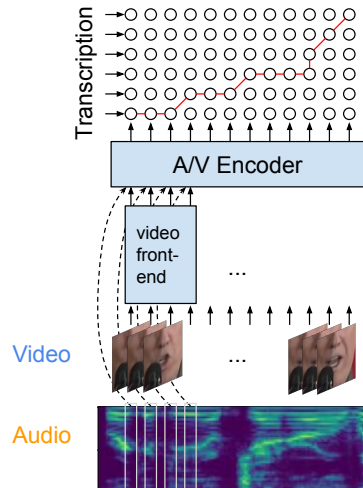 Transcription
A/V Encoder
video
front-
end
...
Video
...
Audio